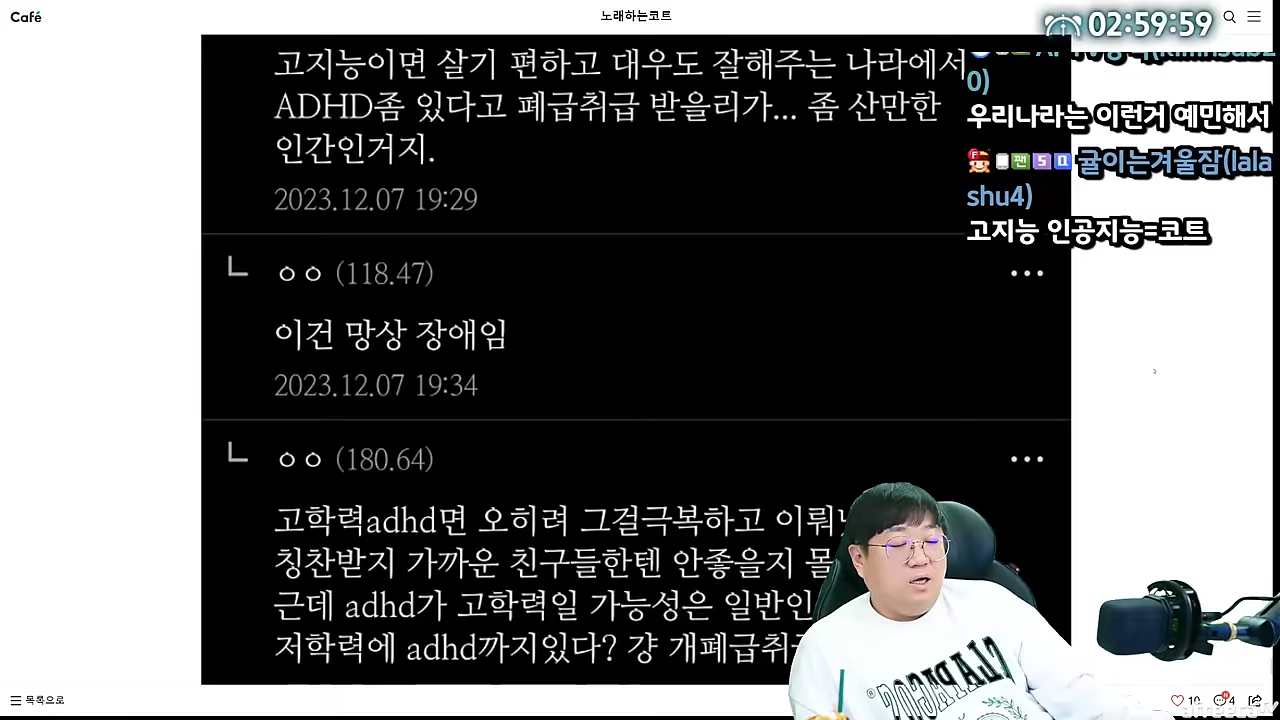 Café
노래하는코트
02:59:59
고지능이면 살기 편하고 대우도 잘해주는 나라에서
ADHD좀 있다고 폐급취급 받을리가... 좀 산만한
인간인거지.
2023.12.07 19:29
0)
우리나라는 이런거 예민해서
귤이는겨울잠(lala
shu4)
고지능 인공지능=코트
ㅇㅇ (118.47)
이건 망상 장애임
2023.12.07 19:34
ㅇㅇ (180.64)
고학력adhd면 오히려 그걸극복하고
칭찬받지 가까운 친구들한텐 안좋을지
근데 adhd가 고학력일 가능성은
저학력에 adhd까지있다? 걍
CLAPACOS
목록으로
10
4